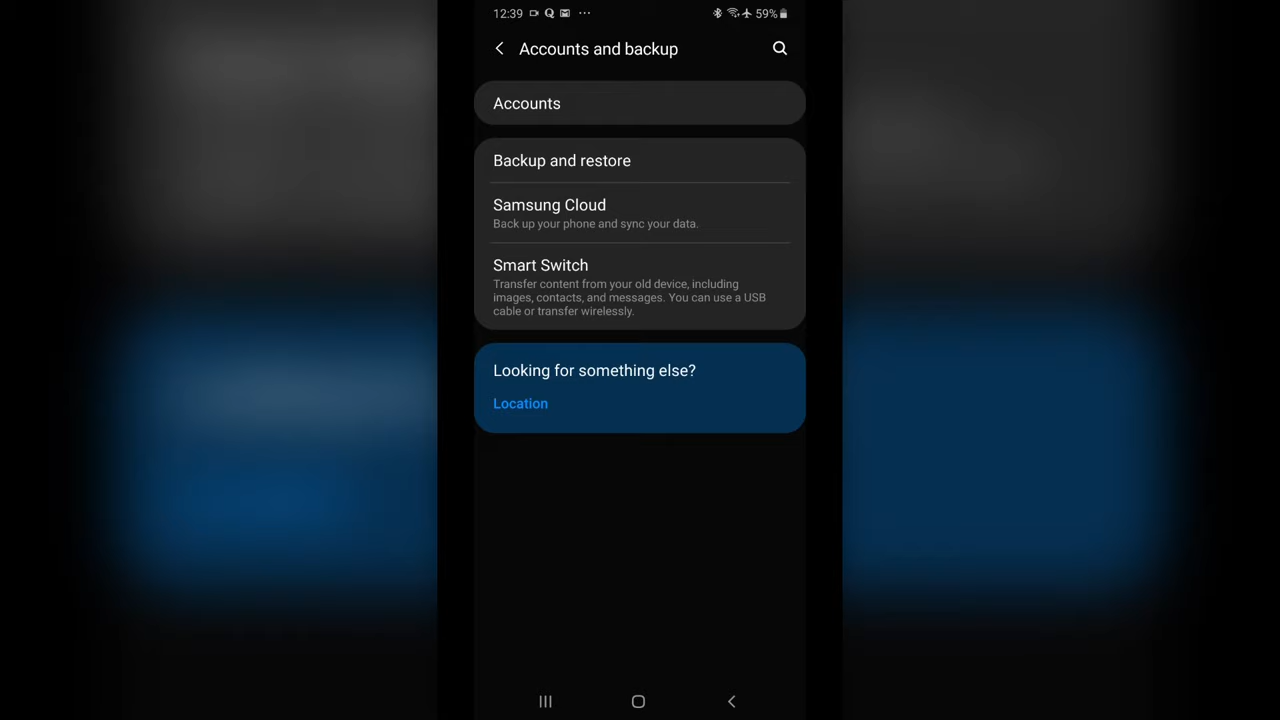 12:39
59%
Accounts and backup
Accounts
Backup and restore
Samsung Cloud
Back up your phone and sync your data.
Smart Switch
Transfer content from your old device, including
images, contacts, and messages. You can use a USB
cable or transfer wirelessly.
Looking for something else?
Location